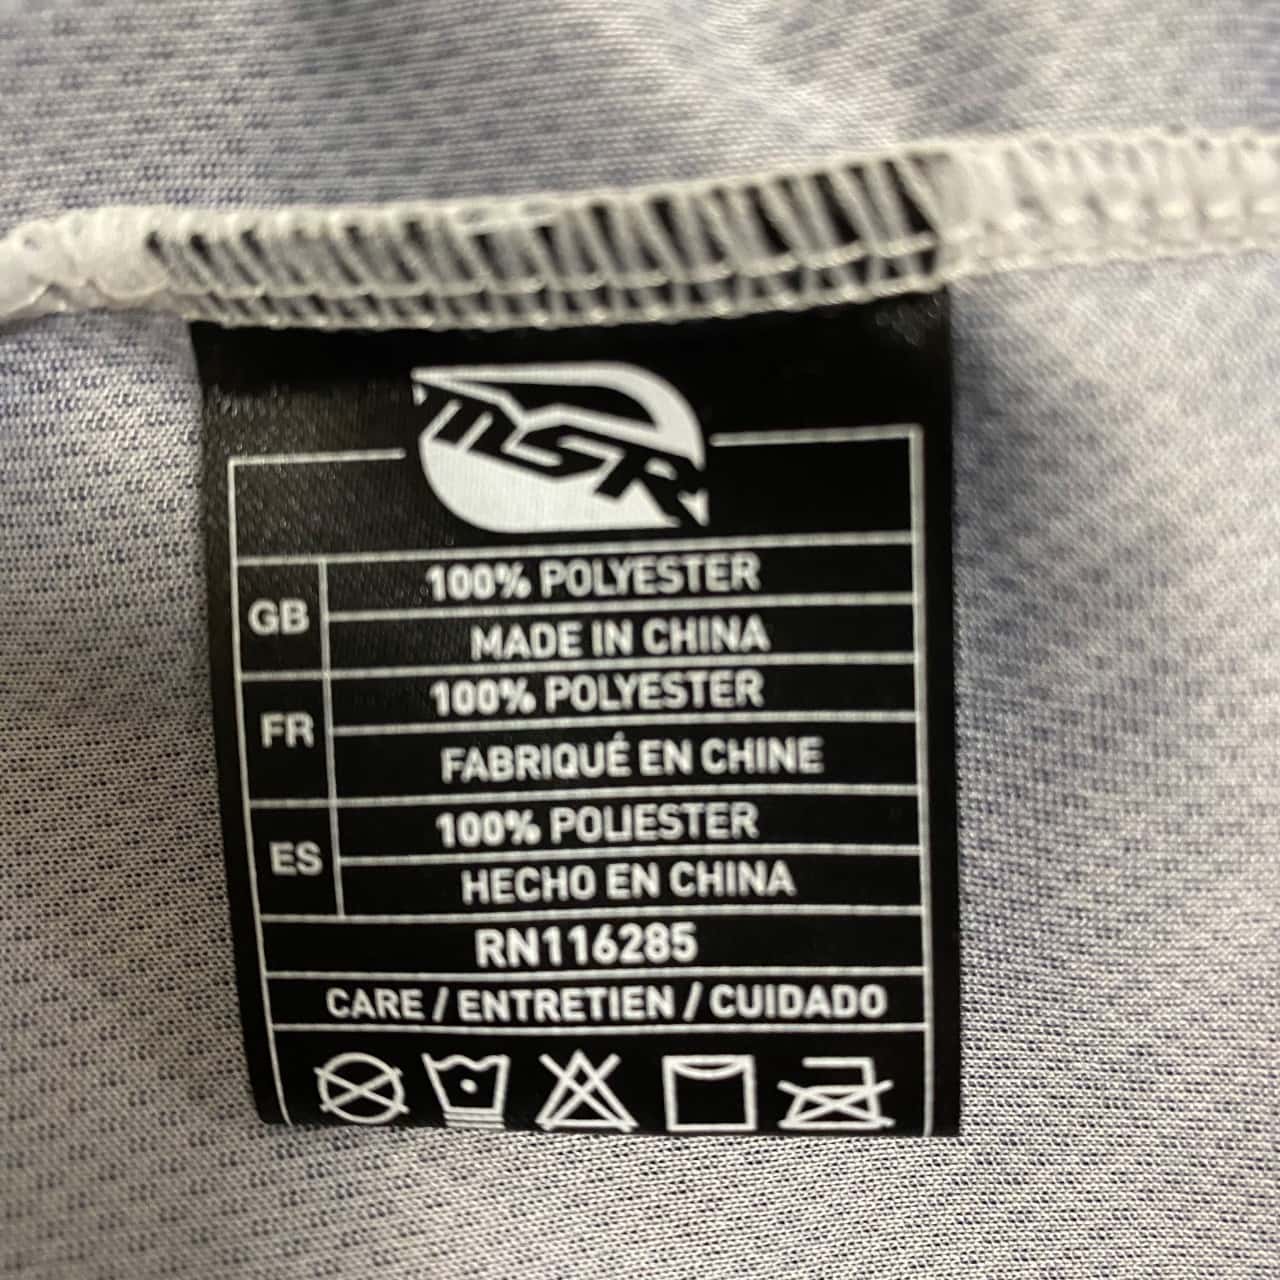 MSR
GB
100% POLYESTER
MADE IN CHINA
FR
100% POLYESTER
FABRIQUÉ EN CHINE
ES
100% POLIESTER
HECHO EN CHINA
RN116285
CARE / ENTRETIEN / CUIDADO